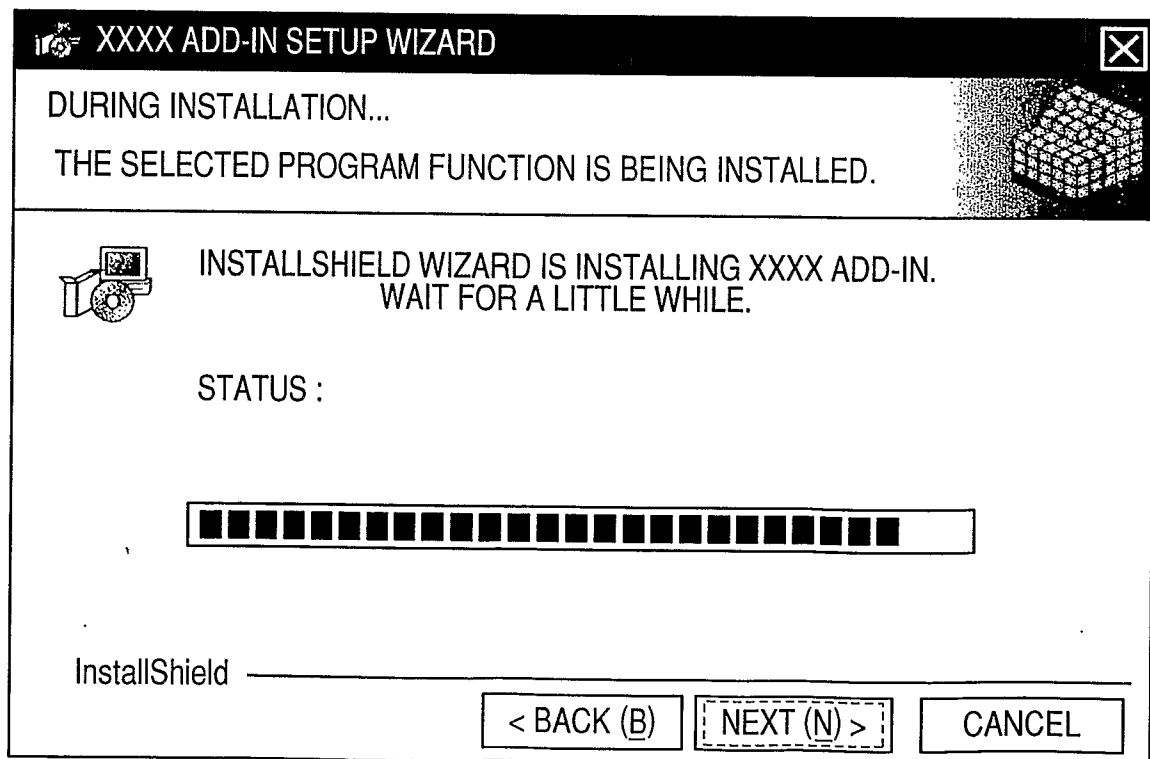 XXXX ADD-IN SETUP WIZARD
DURING INSTALLATION...
THE SELECTED PROGRAM FUNCTION IS BEING INSTALLED.
INSTALLSHIELD WIZARD IS INSTALLING XXXX ADD-IN.
WAIT FOR A LITTLE WHILE.
STATUS :
InstallShield
< BACK (B)
NEXT (N) >
CANCEL